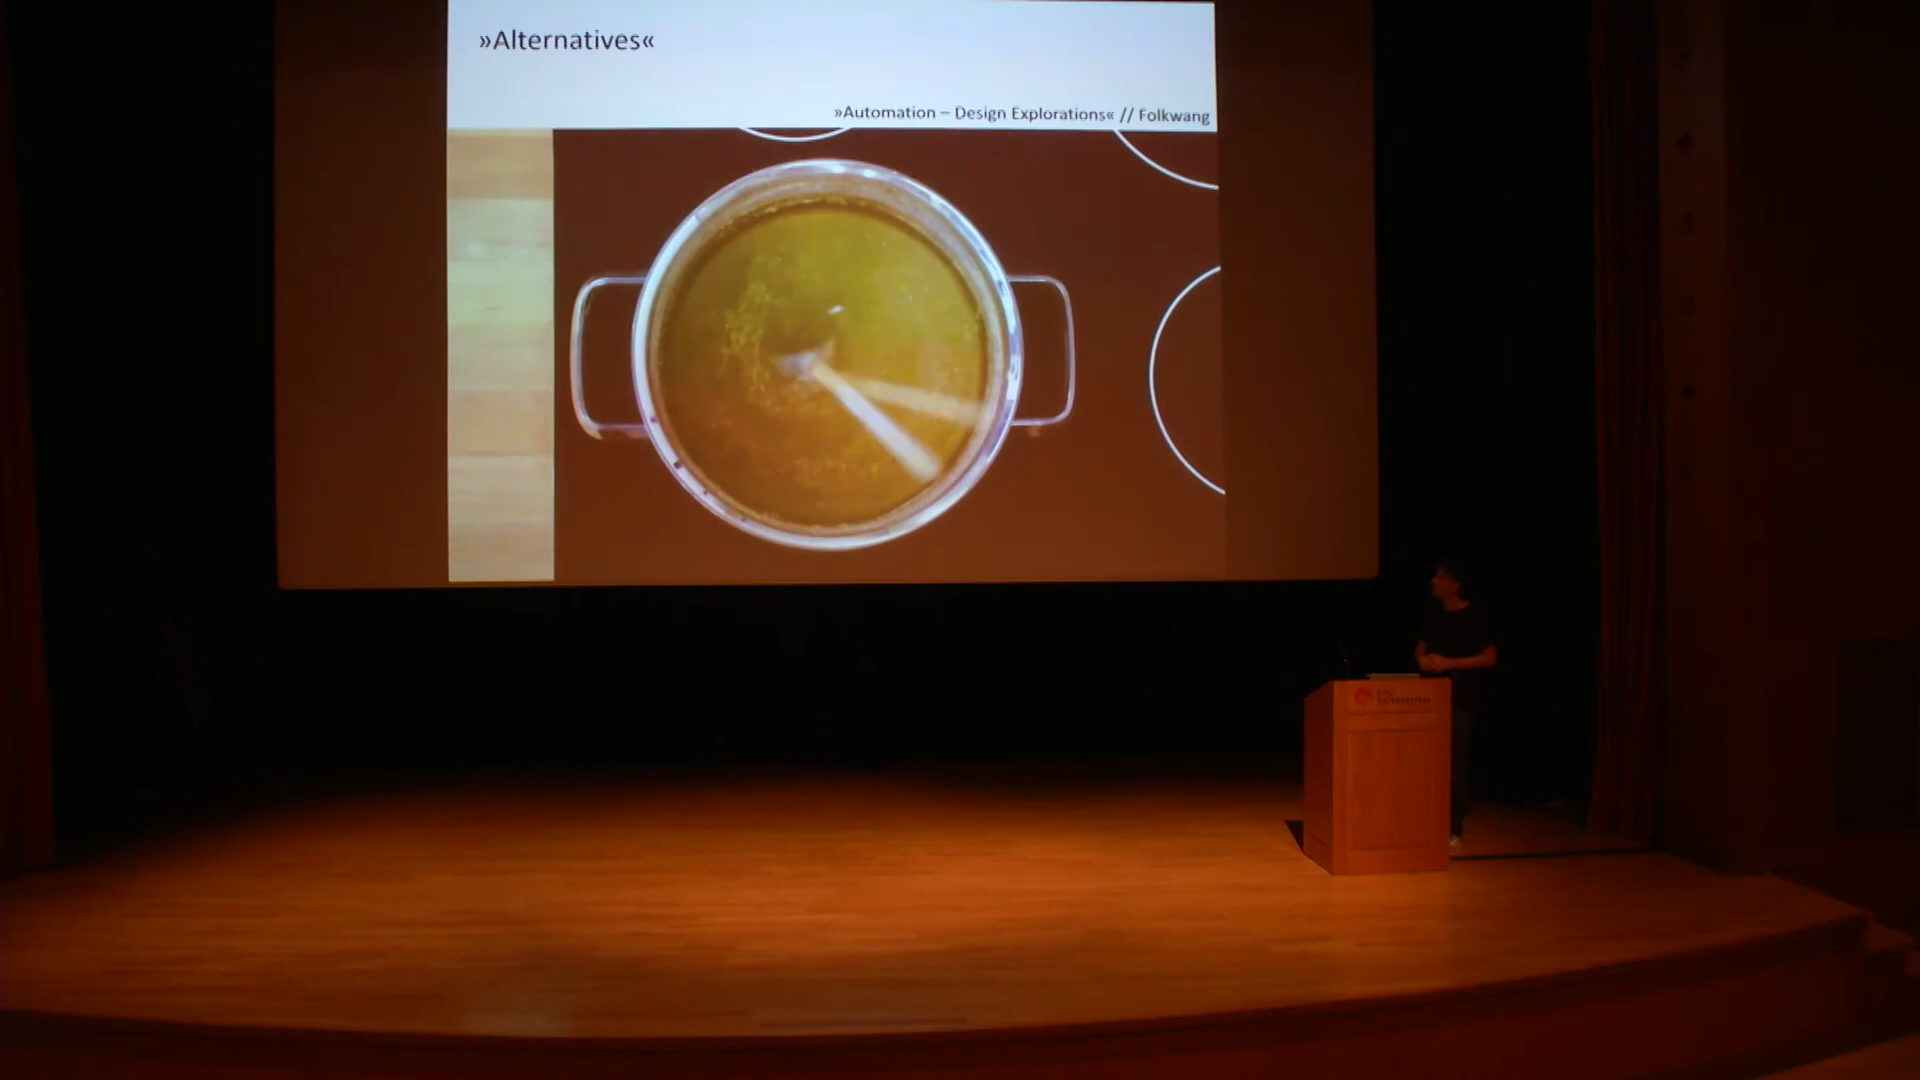 »Alternatives«
»Automation – Design Explorations« // Folkwang